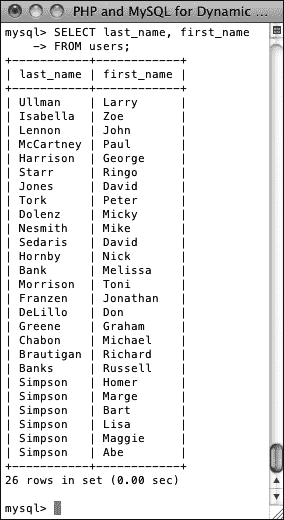 PHP and MySQL for Dynamic ...
mysql> SELECT last_name, first_name
    -> FROM users;
+-----------+------------+
| last_name | first_name |
+-----------+------------+
| Ullman    | Larry      |
| Isabella  | Zoe        |
| Lennon    | John       |
| McCartney | Paul       |
| Harrison  | George     |
| Starr     | Ringo      |
| Jones     | David      |
| Tork      | Peter      |
| Dolenz    | Micky      |
| Nesmith   | Mike       |
| Sedaris   | David      |
| Hornby    | Nick       |
| Bank      | Melissa    |
| Morrison  | Toni       |
| Franzen   | Jonathan   |
| DeLillo   | Don        |
| Greene    | Graham     |
| Chabon    | Michael    |
| Brautigan | Richard    |
| Banks     | Russell    |
| Simpson   | Homer      |
| Simpson   | Marge      |
| Simpson   | Bart       |
| Simpson   | Lisa       |
| Simpson   | Maggie     |
| Simpson   | Abe        |
+-----------+------------+
26 rows in set (0.00 sec)
mysql>